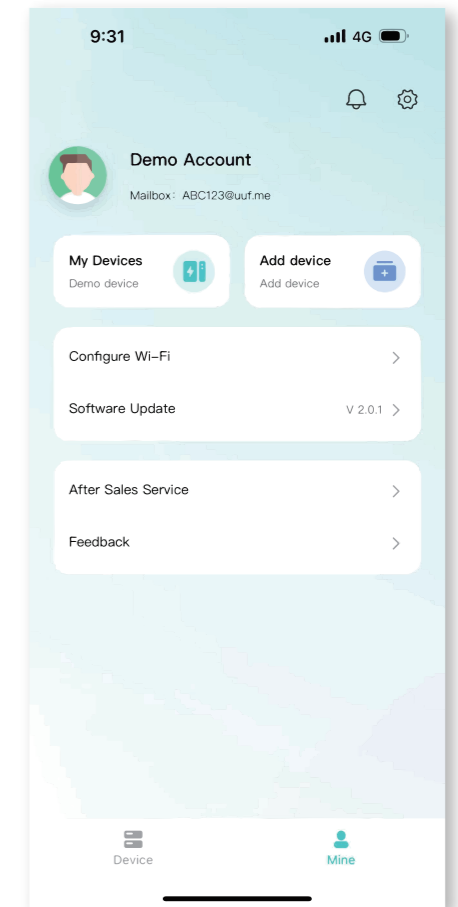 9:31 4G
Demo Account
Mailbox: ABC123@uuf.me
My Devices
Demo device
Add device
Add device
Configure Wi-Fi
Software Update V 2.0.1
After Sales Service
Feedback
Device Mine